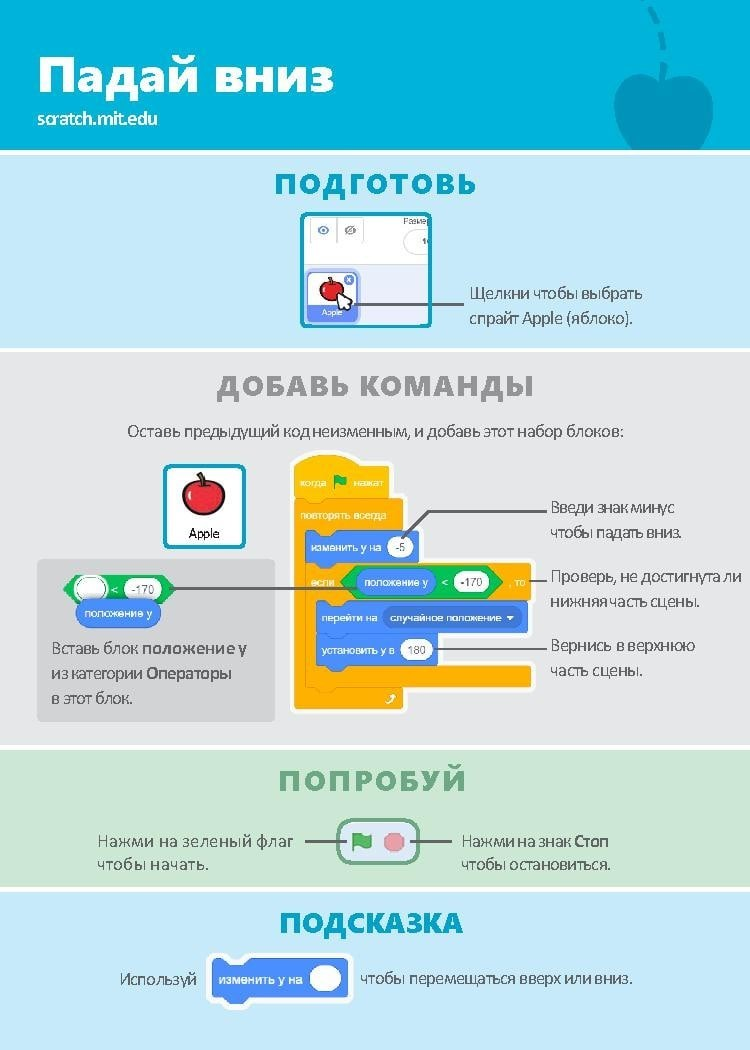 Падай вниз
scratch.mit.edu
ПОДГОТОВЬ
Apple
Щелкни чтобы выбрать
спрайт Apple (яблоко).
ДОБАВЬ КОМАНДЫ
Оставь предыдущий код неизменным, и добавь этот набор блоков:
Apple
когда нажат
повторять всегда
изменить y на -5
Введи знак минус
чтобы падать вниз.
если положение y < -170 , то
Проверь, не достигнута ли
нижняя часть сцены.
< -170
положение y
перейти на случайное положение
установить y в 180
Вернись в верхнюю
часть сцены.
Вставь блок положение y
из категории Операторы
в этот блок.
ПОПРОБУЙ
Нажми на зеленый флаг
чтобы начать.
Нажми на знак Стоп
чтобы остановиться.
ПОДСКАЗКА
Используй изменить y на чтобы перемещаться вверх или вниз.